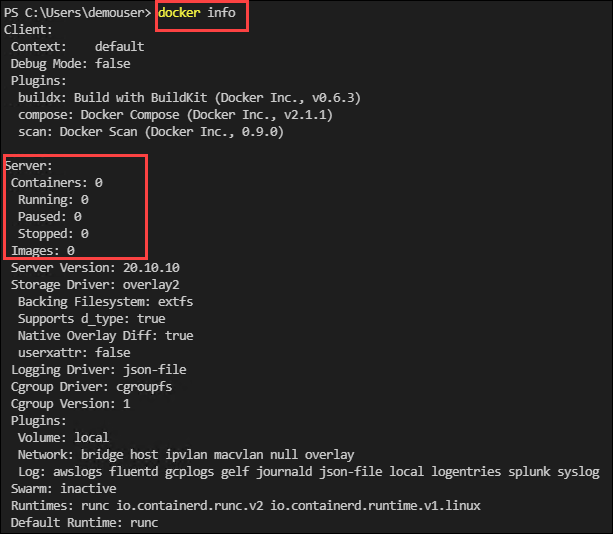 PS C:\Users\demouser> docker info
Client:
 Context:    default
 Debug Mode: false
 Plugins:
  buildx: Build with BuildKit (Docker Inc., v0.6.3)
  compose: Docker Compose (Docker Inc., v2.1.1)
  scan: Docker Scan (Docker Inc., 0.9.0)

Server:
 Containers: 0
  Running: 0
  Paused: 0
  Stopped: 0
 Images: 0
 Server Version: 20.10.10
 Storage Driver: overlay2
  Backing Filesystem: extfs
  Supports d_type: true
  Native Overlay Diff: true
  userxattr: false
 Logging Driver: json-file
 Cgroup Driver: cgroupfs
 Cgroup Version: 1
 Plugins:
  Volume: local
  Network: bridge host ipvlan macvlan null overlay
  Log: awslogs fluentd gcplogs gelf journald json-file local logentries splunk syslog
 Swarm: inactive
 Runtimes: runc io.containerd.runc.v2 io.containerd.runtime.v1.linux
 Default Runtime: runc